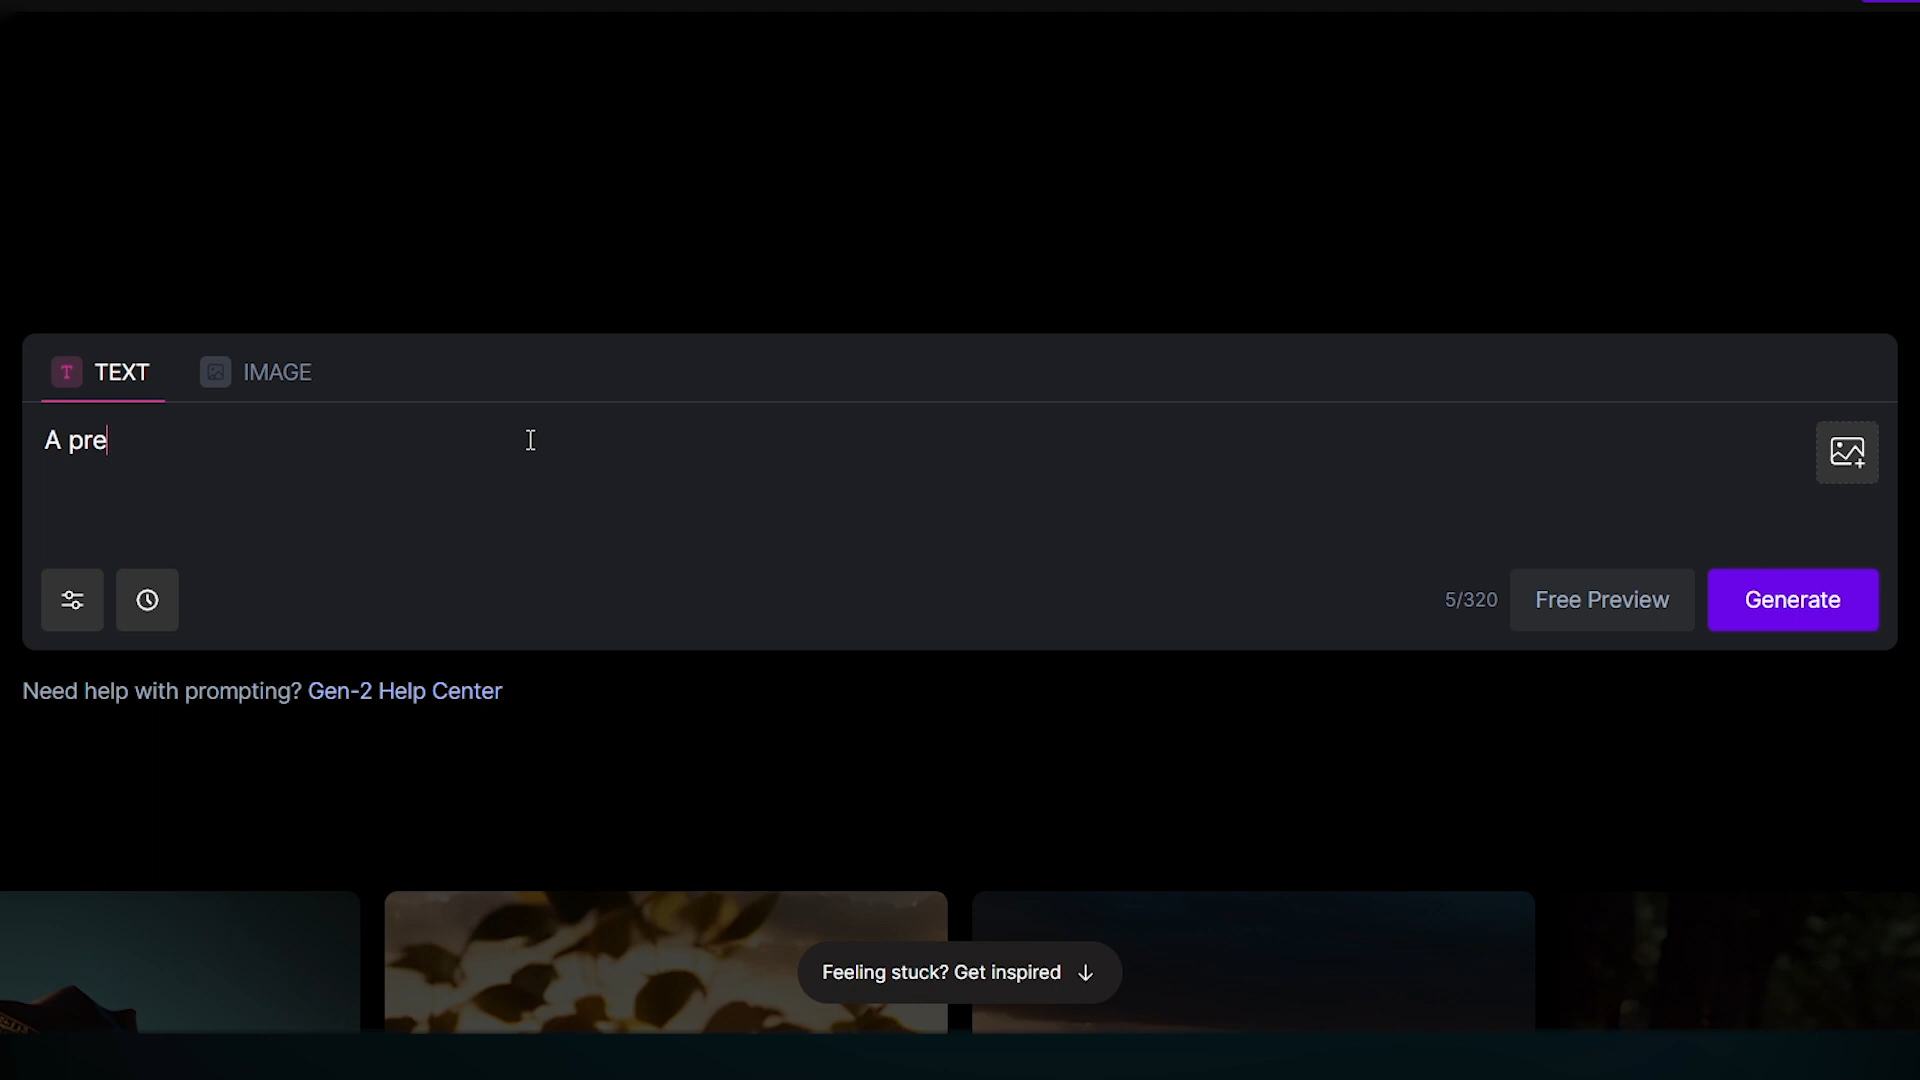 TEXT
IMAGE
A pre
5/320
Free Preview
Generate
Need help with prompting? Gen-2 Help Center
Feeling stuck? Get inspired